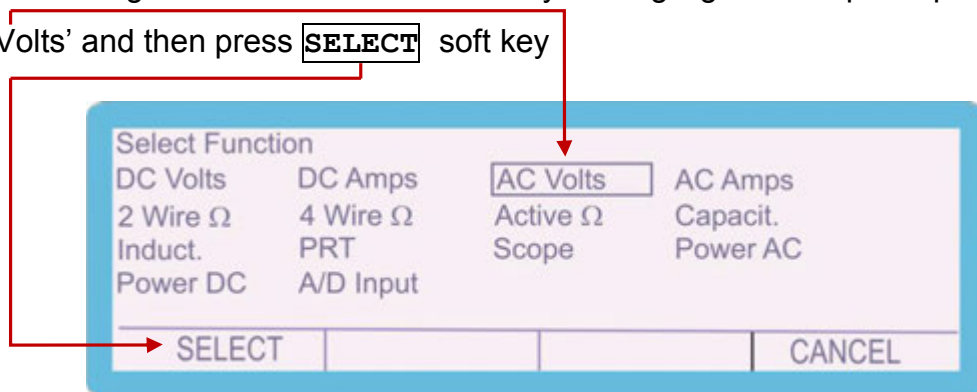 Volts' and then press SELECT soft key
Select Function
DC Volts DC Amps AC Volts AC Amps
2 Wire Ω 4 Wire Ω Active Ω Capacit.
Induct. PRT Scope Power AC
Power DC A/D Input
SELECT CANCEL